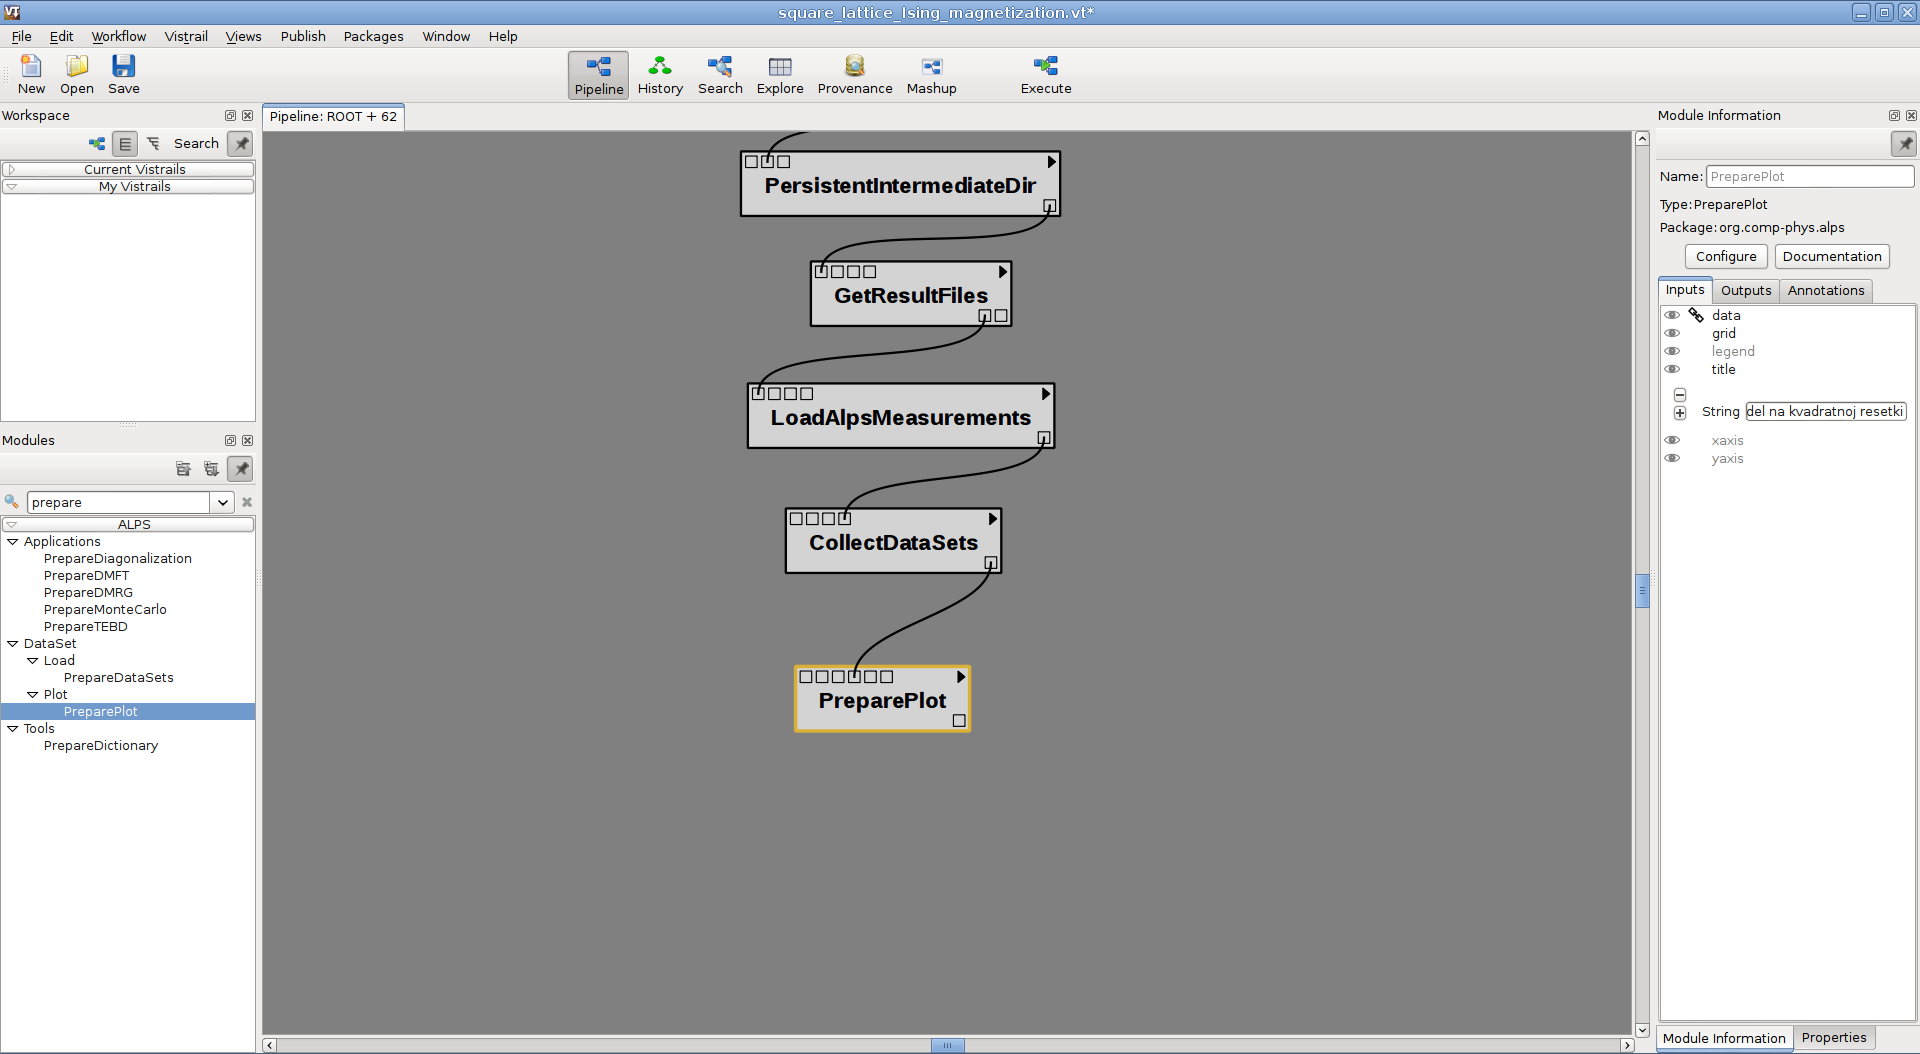 VT
square_lattice_Ising_magnetization.vt*
File Edit Workflow Vistrail Views Publish Packages Window Help
New Open Save Pipeline History Search Explore Provenance Mashup Execute
Workspace
Search
Current Vistrails
My Vistrails
Modules
prepare
ALPS
Applications
PrepareDiagonalization
PrepareDMFT
PrepareDMRG
PrepareMonteCarlo
PrepareTEBD
DataSet
Load
PrepareDataSets
Plot
PreparePlot
Tools
PrepareDictionary
Pipeline: ROOT + 62
PersistentIntermediateDir
GetResultFiles
LoadAlpsMeasurements
CollectDataSets
PreparePlot
Module Information
Name: PreparePlot
Type: PreparePlot
Package: org.comp-phys.alps
Configure Documentation
Inputs Outputs Annotations
data
grid
legend
title
String del na kvadratnoj resetki
xaxis
yaxis
Module Information Properties